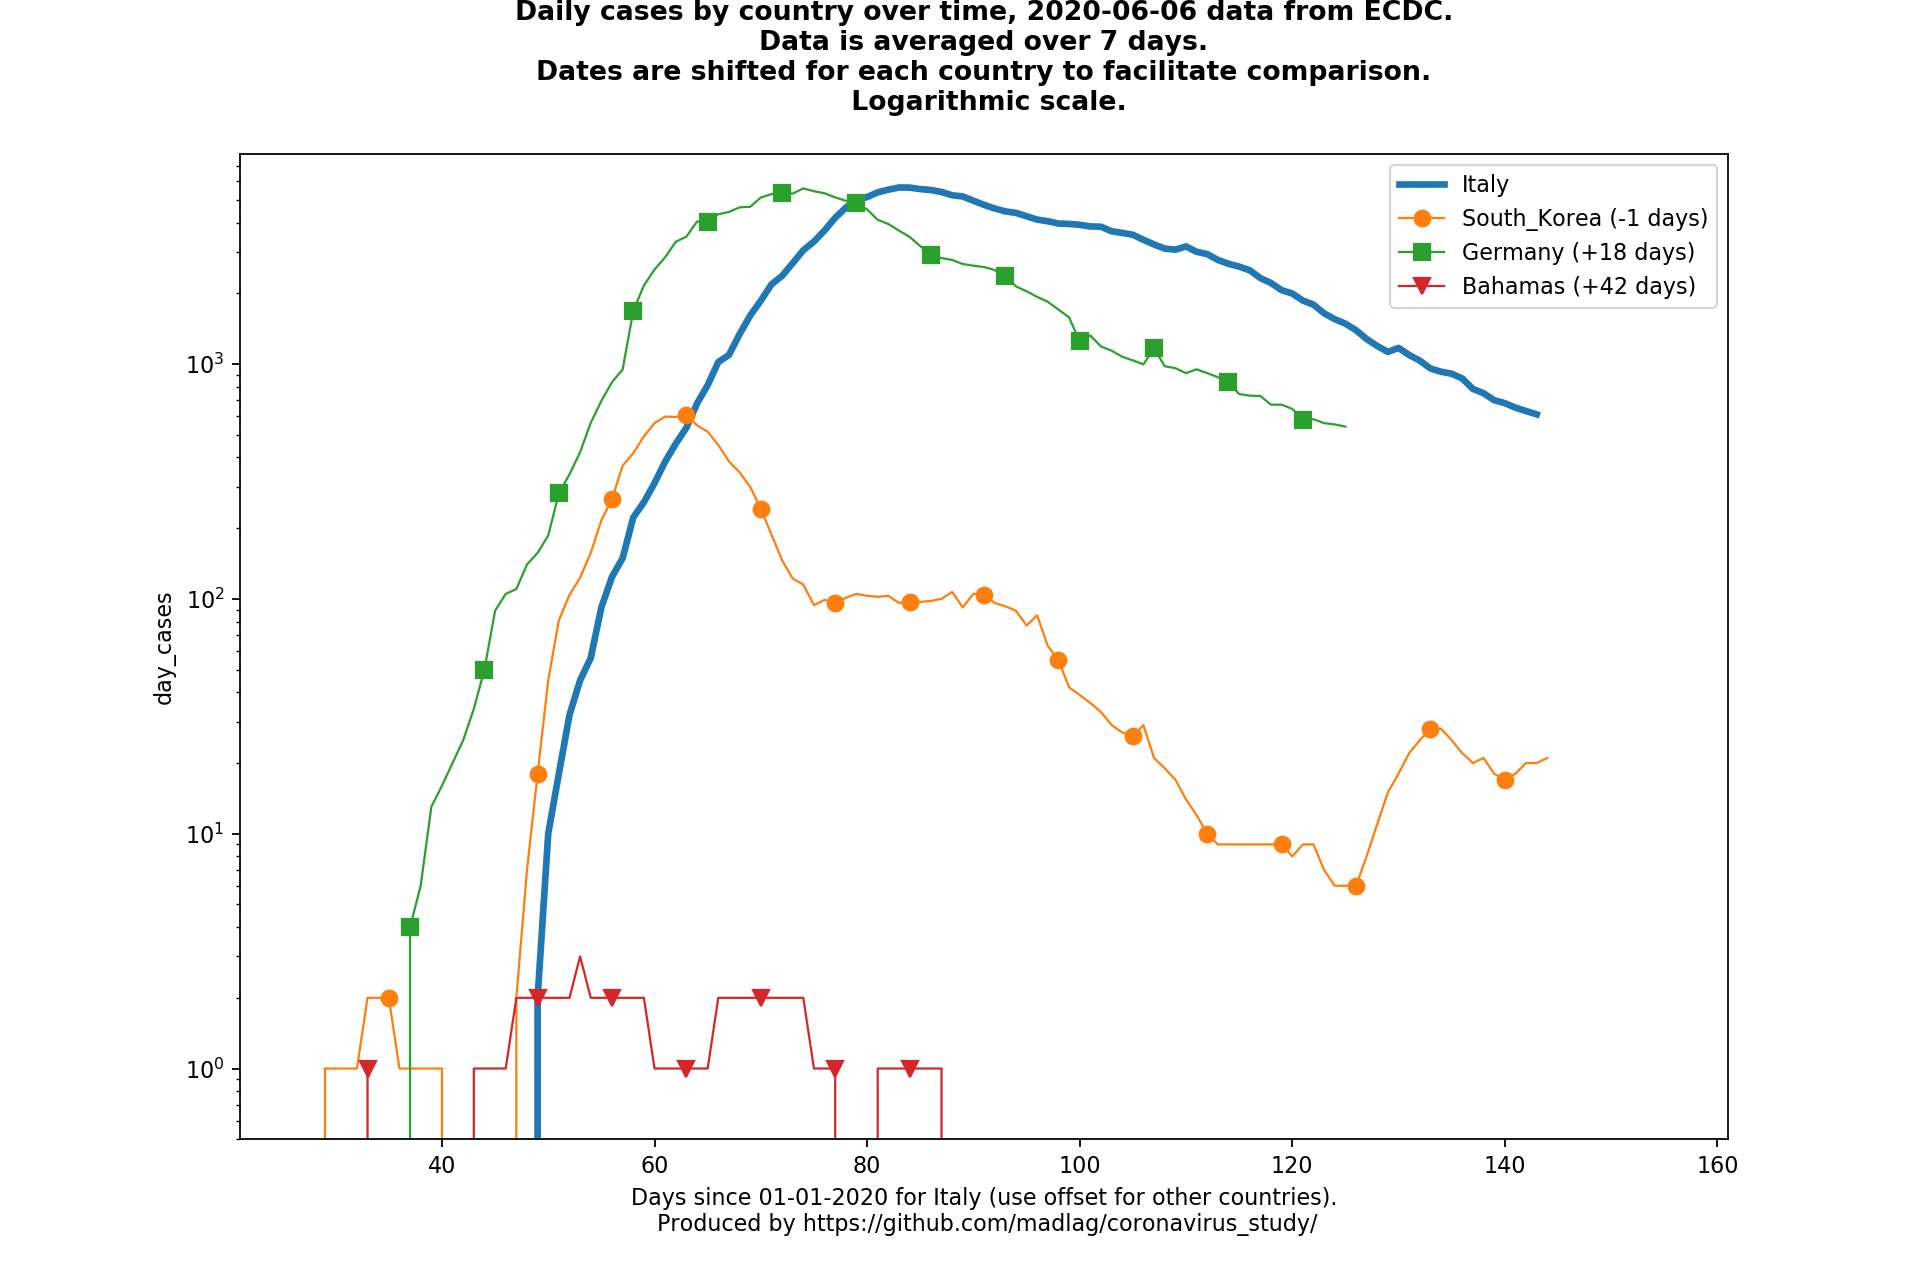 Daily cases by country over time, 2020-06-06 data from ECDC.
Data is averaged over 7 days.
Dates are shifted for each country to facilitate comparison.
Logarithmic scale.
Italy
South_Korea (-1 days)
Germany (+18 days)
Bahamas (+42 days)
day_cases
10³
10²
10¹
10⁰
40 60 80 100 120 140 160
Days since 01-01-2020 for Italy (use offset for other countries).
Produced by https://github.com/madlag/coronavirus_study/